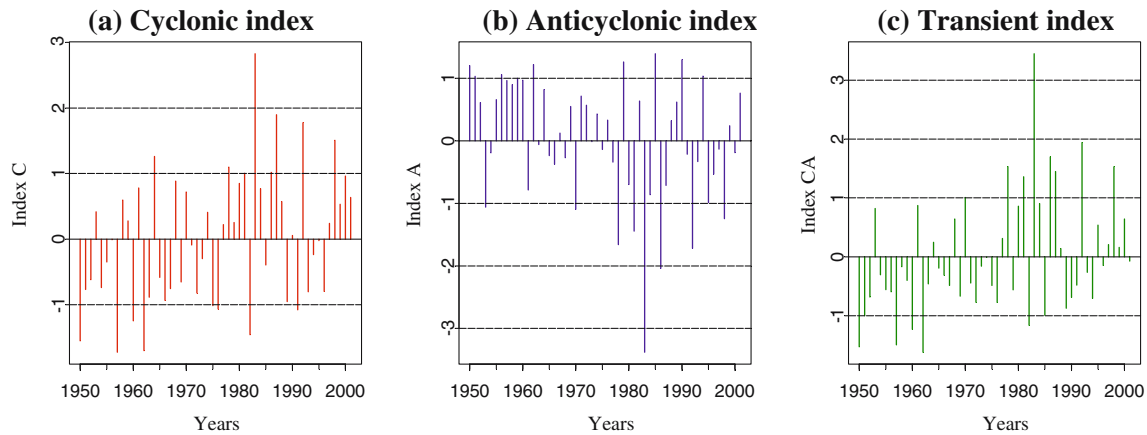 (a) Cyclonic index
3
2
1
0
-1
Index C
1950 1960 1970 1980 1990 2000
Years
(b) Anticyclonic index
1
0
-1
-2
-3
Index A
1950 1960 1970 1980 1990 2000
Years
(c) Transient index
3
2
1
0
-1
Index CA
1950 1960 1970 1980 1990 2000
Years